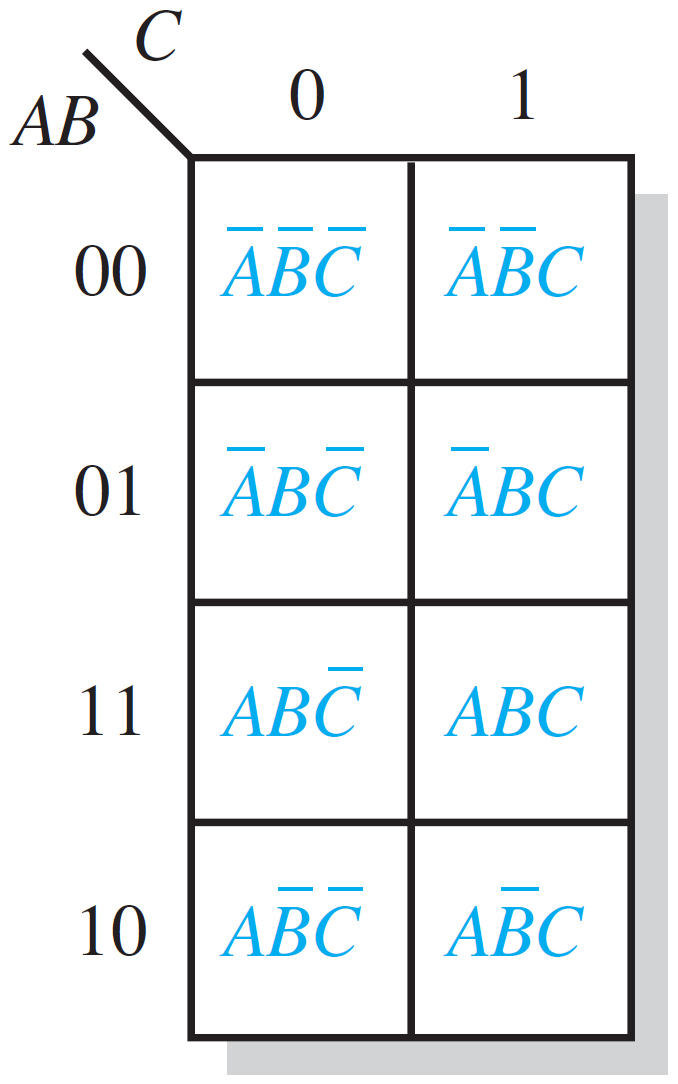 C
AB
0 1
00 A̅B̅C̅ A̅B̅C
01 A̅BC̅ A̅BC
11 ABC̅ ABC
10 AB̅C̅ AB̅C